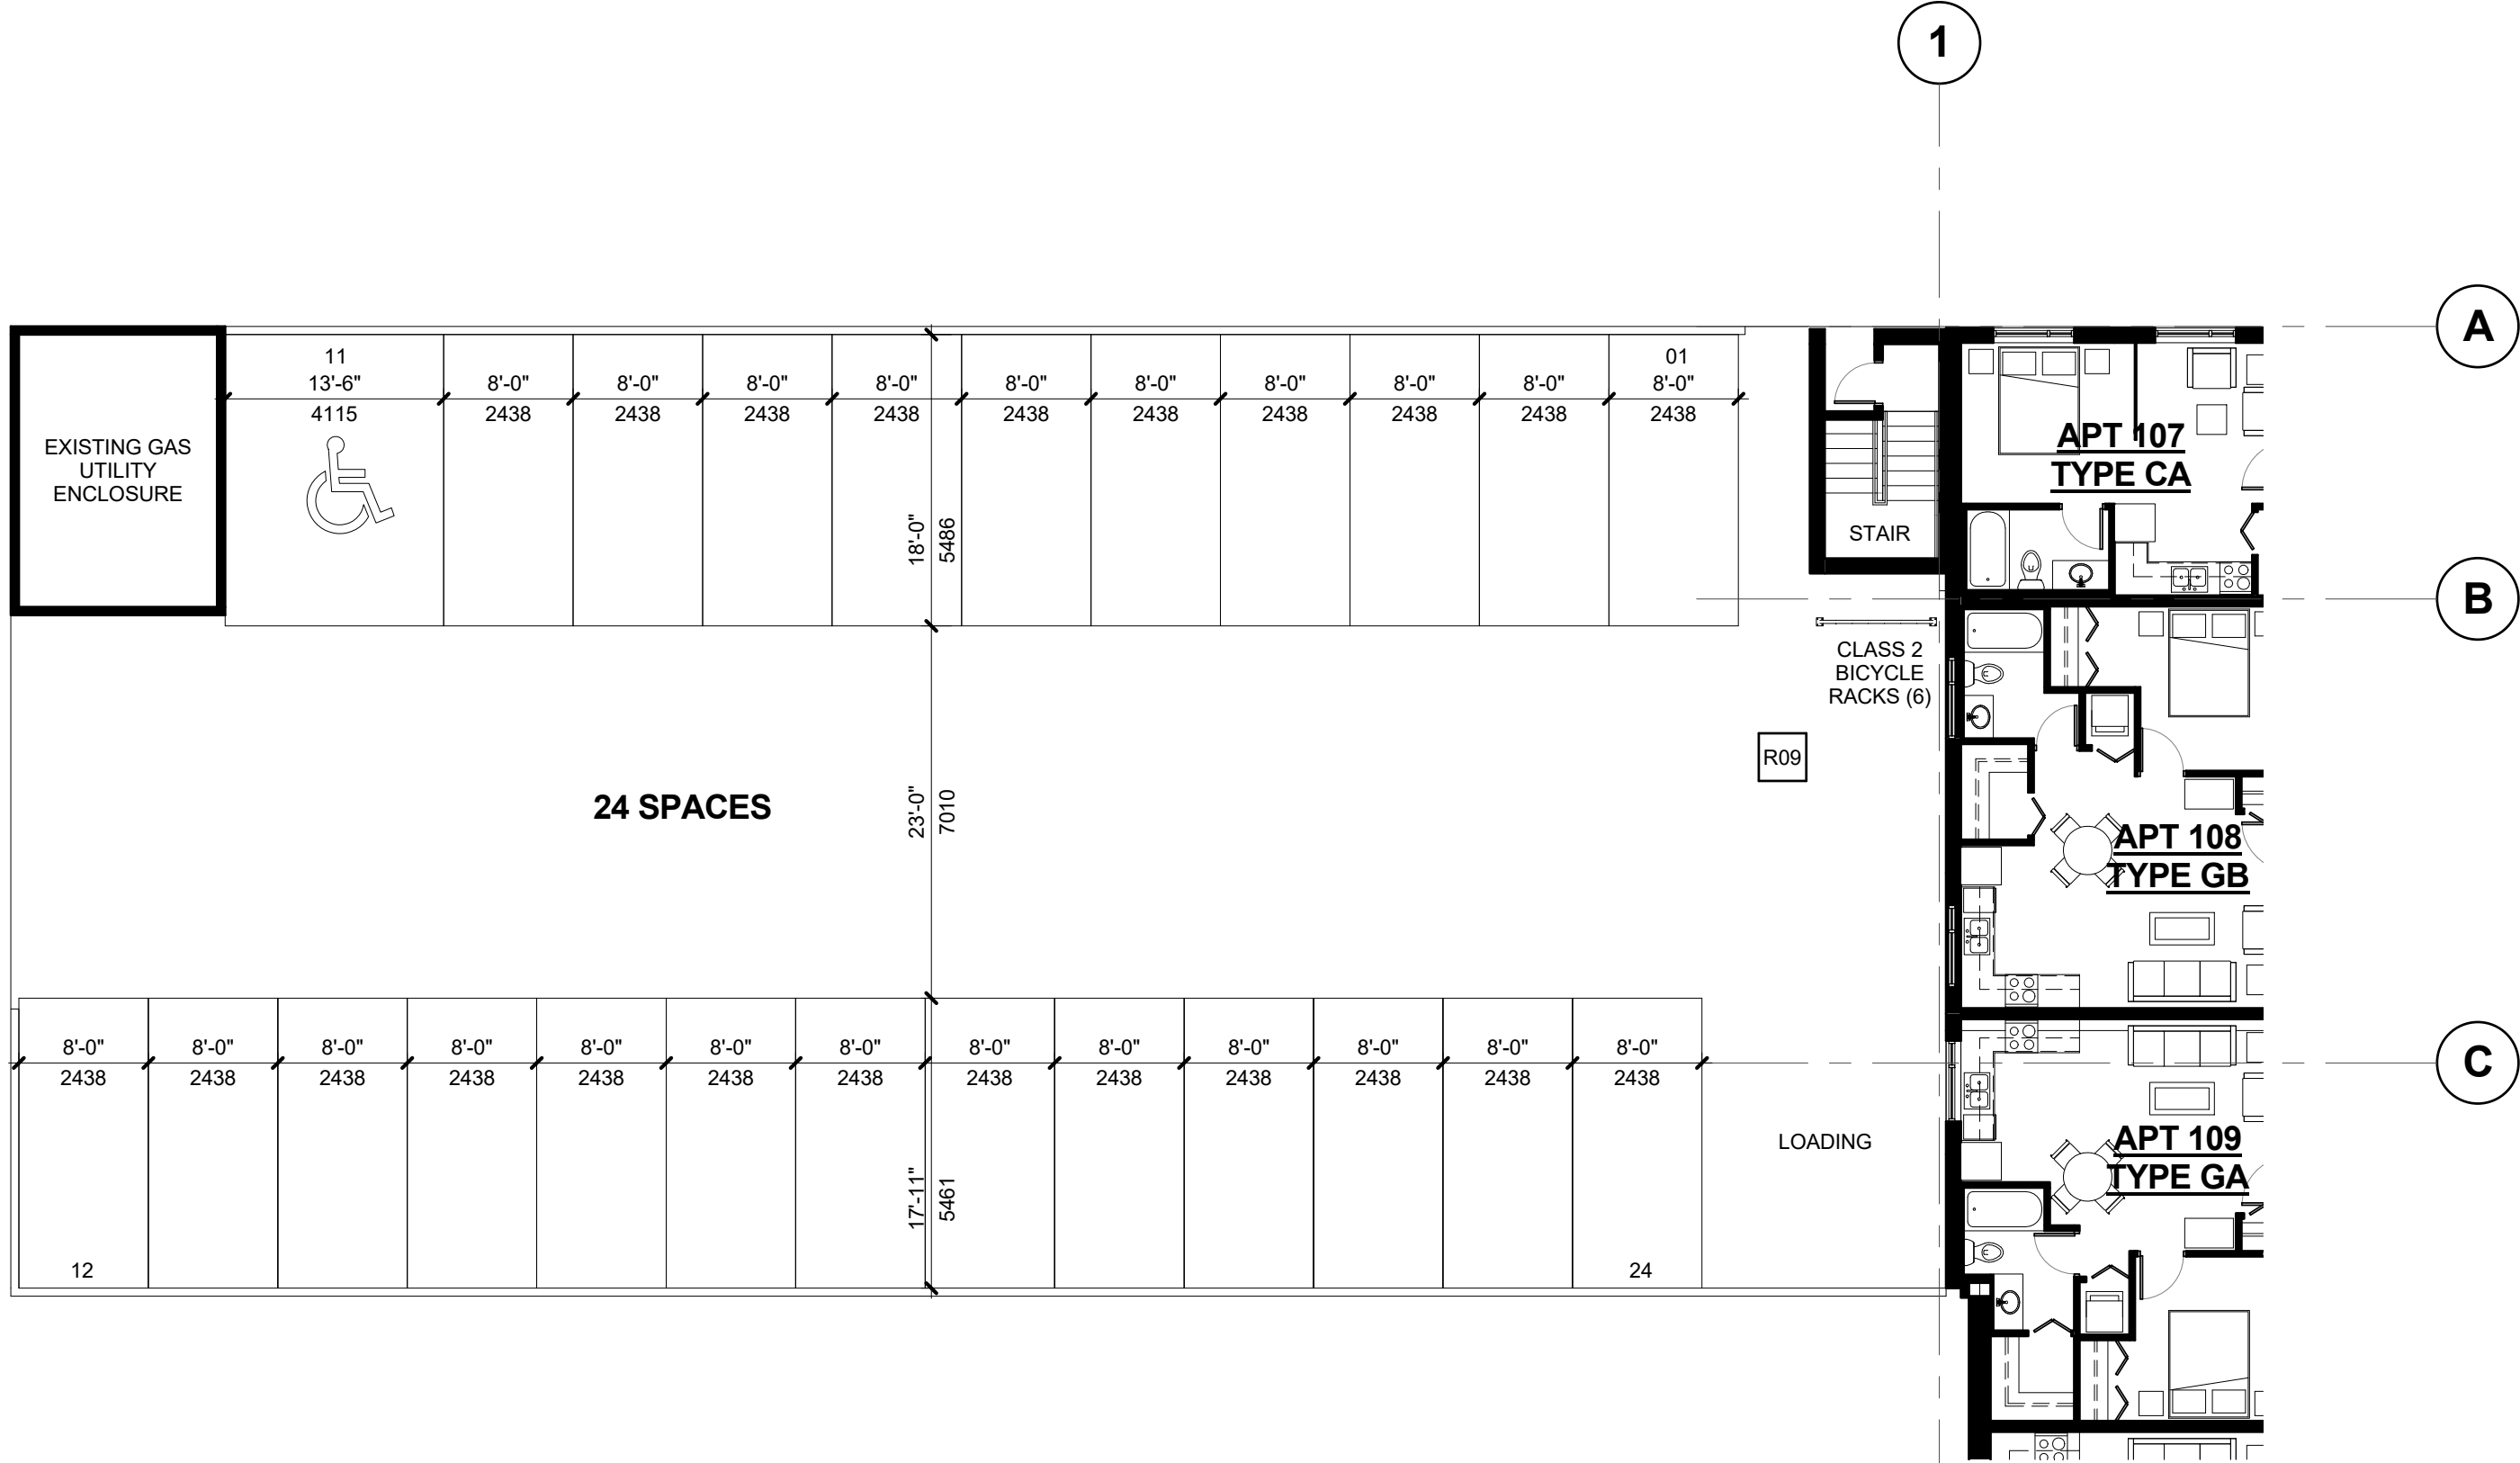 1
A
11 01
13'-6" 8'-0" 8'-0" 8'-0" 8'-0" 8'-0" 8'-0" 8'-0" 8'-0" 8'-0" 8'-0"
4115 2438 2438 2438 2438 2438 2438 2438 2438 2438 2438
EXISTING GAS
UTILITY
ENCLOSURE
18'-0"
5486
STAIR
APT 107
TYPE CA
B
CLASS 2
BICYCLE
RACKS (6)
R09
24 SPACES
23'-0"
7010
APT 108
TYPE GB
8'-0" 8'-0" 8'-0" 8'-0" 8'-0" 8'-0" 8'-0" 8'-0" 8'-0" 8'-0" 8'-0" 8'-0" 8'-0"
2438 2438 2438 2438 2438 2438 2438 2438 2438 2438 2438 2438 2438
C
LOADING
APT 109
TYPE GA
17'-11"
5461
12 24